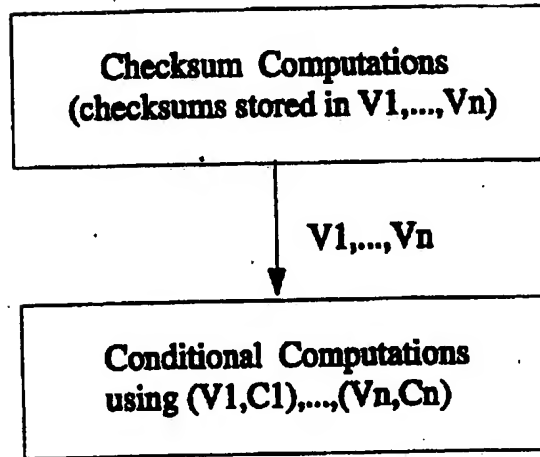 Checksum Computations
(checksums stored in V1,...,Vn)
V1,...,Vn
Conditional Computations
using (V1,C1),...,(Vn,Cn)